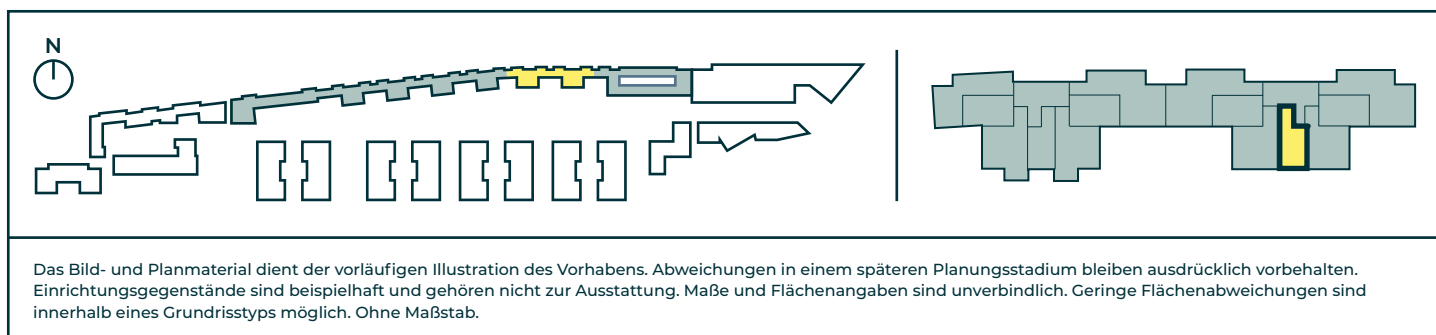 N
Das Bild- und Planmaterial dient der vorläufigen Illustration des Vorhabens. Abweichungen in einem späteren Planungsstadium bleiben ausdrücklich vorbehalten.
Einrichtungsgegenstände sind beispielhaft und gehören nicht zur Ausstattung. Maße und Flächenangaben sind unverbindlich. Geringe Flächenabweichungen sind
innerhalb eines Grundrisstyps möglich. Ohne Maßstab.